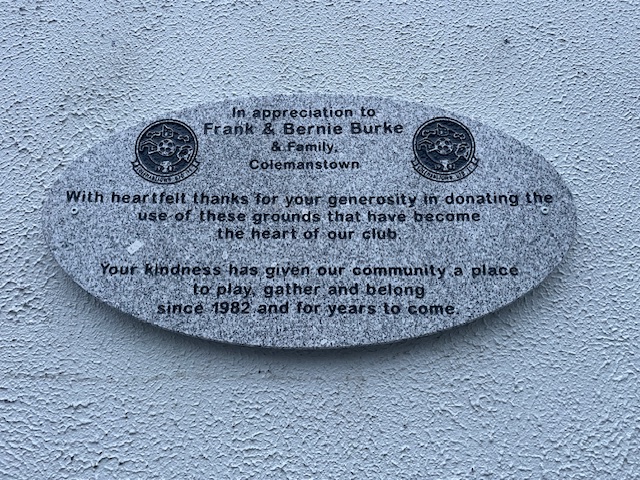 In appreciation to
Frank & Bernie Burke
& Family,
Colemanstown
With heartfelt thanks for your generosity in donating the
use of these grounds that have become
the heart of our club.
Your kindness has given our community a place
to play, gather and belong
since 1982 and for years to come.